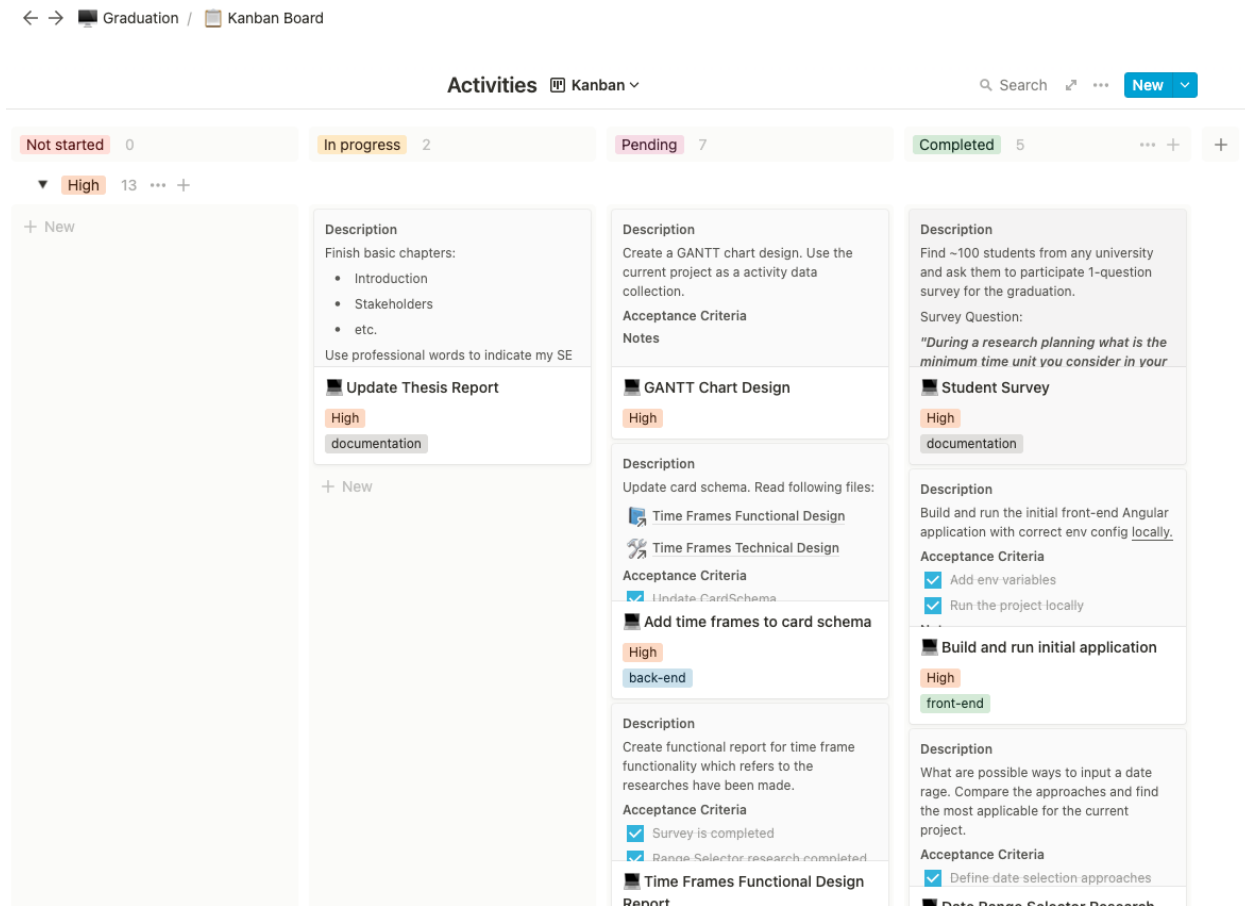 Graduation / Kanban Board
Activities Kanban
Search ••• New
Not started 0
In progress 2
Pending 7
Completed 5 ••• +
+
High 13 ••• +
+ New
Description
Finish basic chapters:
• Introduction
• Stakeholders
• etc.
Use professional words to indicate my SE
Update Thesis Report
High
documentation
+ New
Description
Create a GANTT chart design. Use the
current project as a activity data
collection.
Acceptance Criteria
Notes
GANTT Chart Design
High
Description
Update card schema. Read following files:
Time Frames Functional Design
Time Frames Technical Design
Acceptance Criteria
Update CardSchema
Add time frames to card schema
High
back-end
Description
Create functional report for time frame
functionality which refers to the
researches have been made.
Acceptance Criteria
Survey is completed
Range Selector research completed
Time Frames Functional Design
Report
Description
Find ~100 students from any university
and ask them to participate 1-question
survey for the graduation.
Survey Question:
"During a research planning what is the
minimum time unit you consider in your
Student Survey
High
documentation
Description
Build and run the initial front-end Angular
application with correct env config locally.
Acceptance Criteria
Add env variables
Run the project locally
Build and run initial application
High
front-end
Description
What are possible ways to input a date
rage. Compare the approaches and find
the most applicable for the current
project.
Acceptance Criteria
Define date selection approaches
Date Range Selector Research